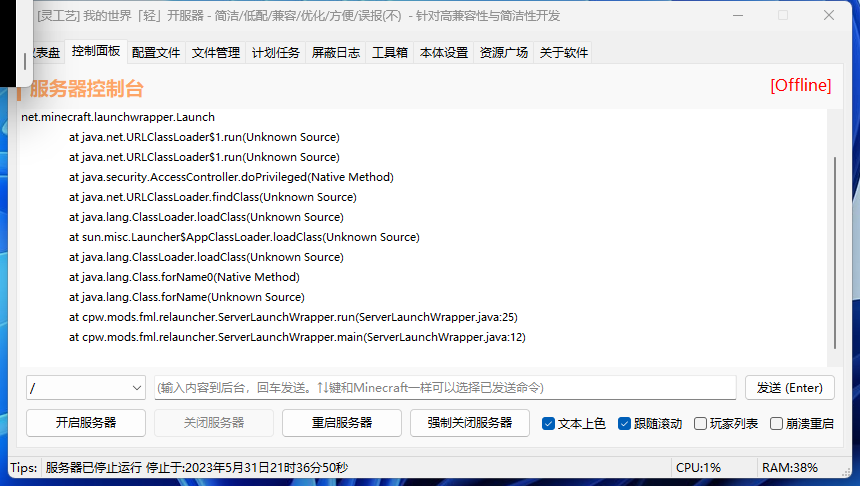 [灵工艺] 我的世界「轻」开服器 - 简洁/低配/兼容/优化/方便/误报(不) - 针对高兼容性与简洁性开发
表盘 控制面板 配置文件 文件管理 计划任务 屏蔽日志 工具箱 本体设置 资源广场 关于软件
服务器控制台 [Offline]
net.minecraft.launchwrapper.Launch
at java.net.URLClassLoader$1.run(Unknown Source)
at java.net.URLClassLoader$1.run(Unknown Source)
at java.security.AccessController.doPrivileged(Native Method)
at java.net.URLClassLoader.findClass(Unknown Source)
at java.lang.ClassLoader.loadClass(Unknown Source)
at sun.misc.Launcher$AppClassLoader.loadClass(Unknown Source)
at java.lang.ClassLoader.loadClass(Unknown Source)
at java.lang.Class.forName0(Native Method)
at java.lang.Class.forName(Unknown Source)
at cpw.mods.fml.relauncher.ServerLaunchWrapper.run(ServerLaunchWrapper.java:25)
at cpw.mods.fml.relauncher.ServerLaunchWrapper.main(ServerLaunchWrapper.java:12)
/ (输入内容到后台，回车发送。↑↓键和Minecraft一样可以选择已发送命令) 发送 (Enter)
开启服务器 关闭服务器 重启服务器 强制关闭服务器 文本上色 跟随滚动 玩家列表 崩溃重启
Tips: 服务器已停止运行 停止于:2023年5月31日21时36分50秒 CPU:1% RAM:38%